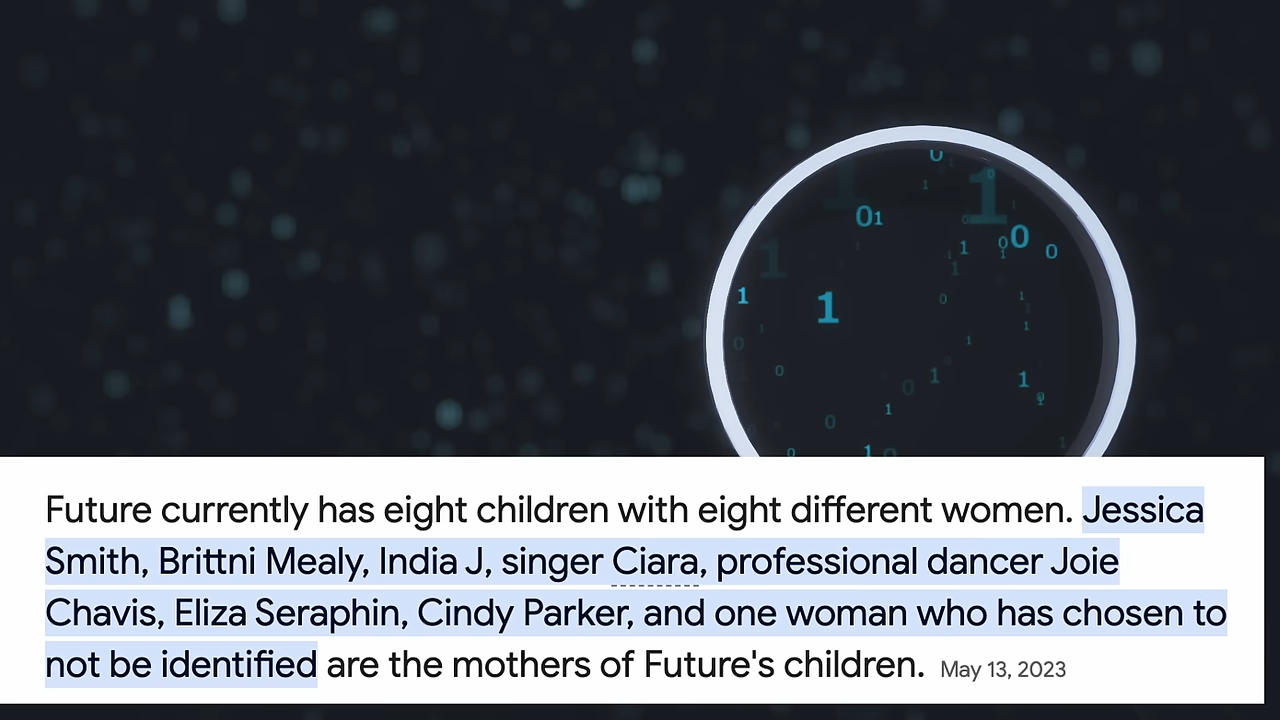 Future currently has eight children with eight different women. Jessica
Smith, Brittni Mealy, India J, singer Ciara, professional dancer Joie
Chavis, Eliza Seraphin, Cindy Parker, and one woman who has chosen to
not be identified are the mothers of Future's children. May 13, 2023